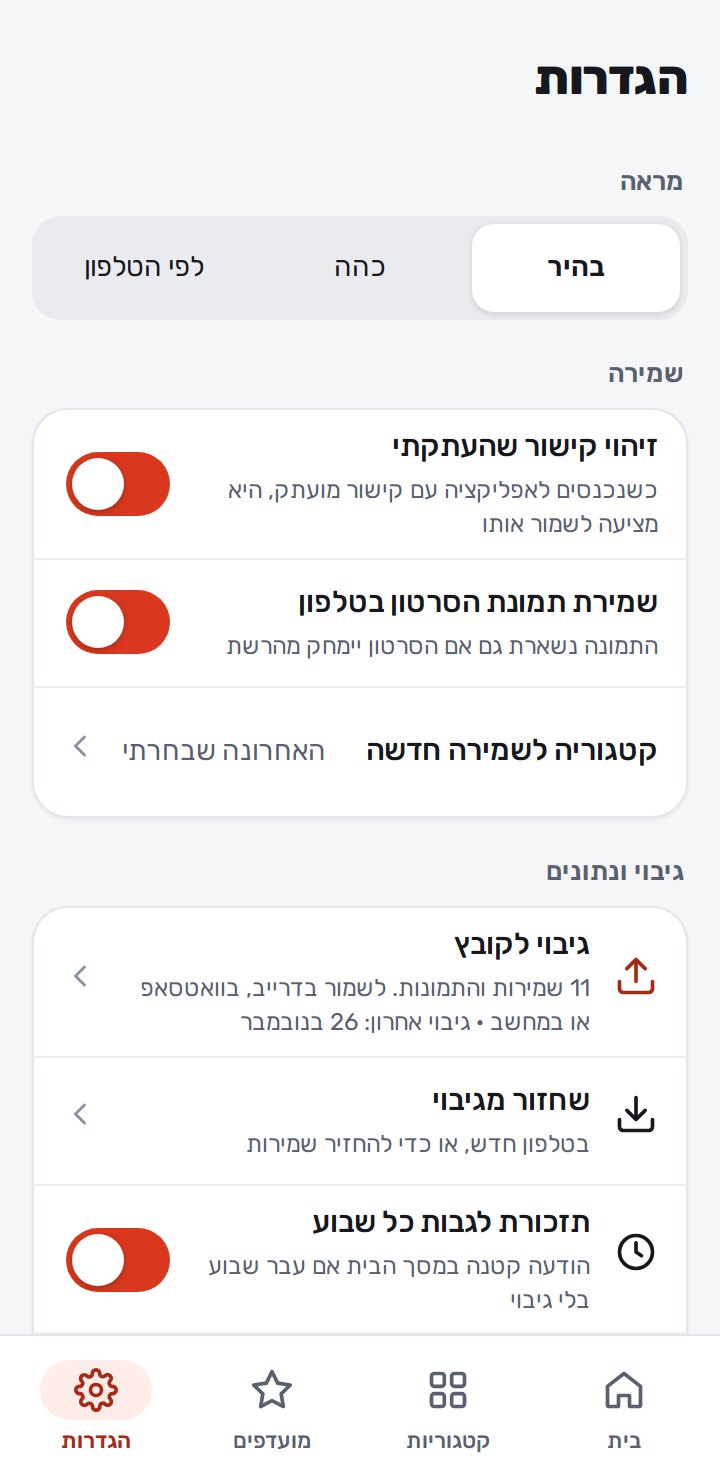 הגדרות
מראה
בהיר
כהה
לפי הטלפון
שמירה
זיהוי קישור שהעתקתי
כשנכנסים לאפליקציה עם קישור מועתק, היא
מציעה לשמור אותו
שמירת תמונת הסרטון בטלפון
התמונה נשארת גם אם הסרטון יימחק מהרשת
קטגוריה לשמירה חדשה
האחרונה שבחרתי
גיבוי ונתונים
גיבוי לקובץ
11 שמירות והתמונות. לשמור בדרייב, בוואטסאפ
או במחשב • גיבוי אחרון: 26 בנובמבר
שחזור מגיבוי
בטלפון חדש, או כדי להחזיר שמירות
תזכורת לגבות כל שבוע
הודעה קטנה במסך הבית אם עבר שבוע
בלי גיבוי
בית
קטגוריות
מועדפים
הגדרות